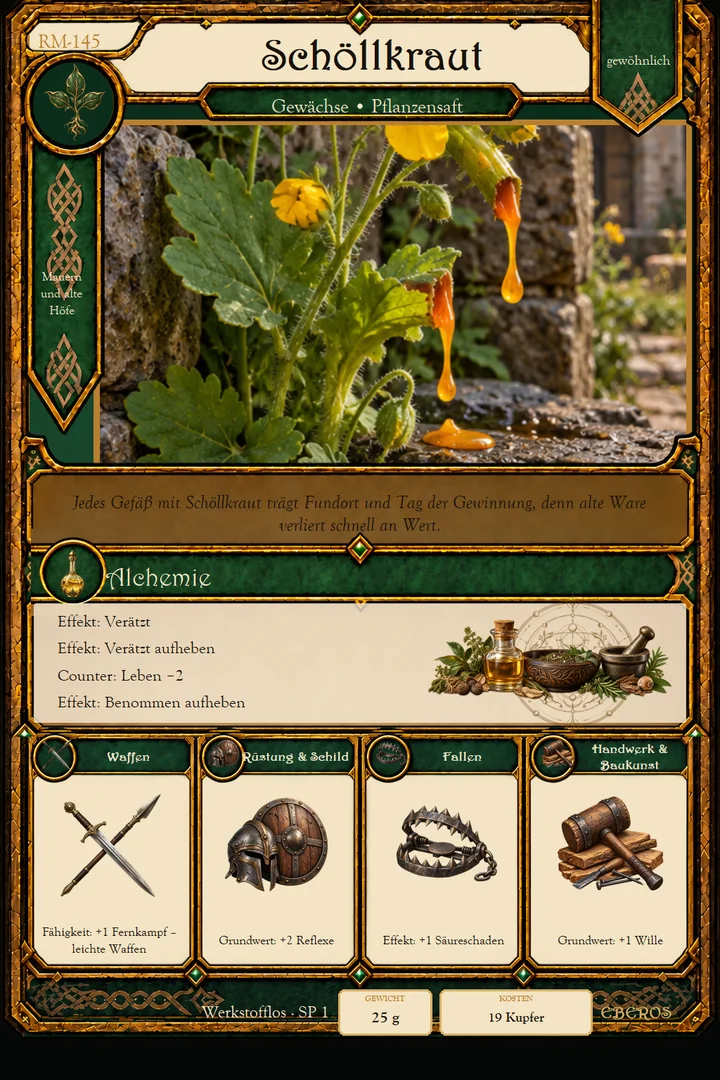 RM-145
Schöllkraut
gewöhnlich
Gewächse • Pflanzensaft
Mauern
und alte
Höfe
Jedes Gefäß mit Schöllkraut trägt Fundort und Tag der Gewinnung, denn alte Ware
verliert schnell an Wert.
Alchemie
Effekt: Verätzt
Effekt: Verätzt aufheben
Counter: Leben −2
Effekt: Benommen aufheben
Waffen
Rüstung & Schild
Fallen
Handwerk &
Baukunst
Fähigkeit: +1 Fernkampf –
leichte Waffen
Grundwert: +2 Reflexe
Effekt: +1 Säureschaden
Grundwert: +1 Wille
Werkstofflos · SP 1
GEWICHT
25 g
KOSTEN
19 Kupfer
EBEROS